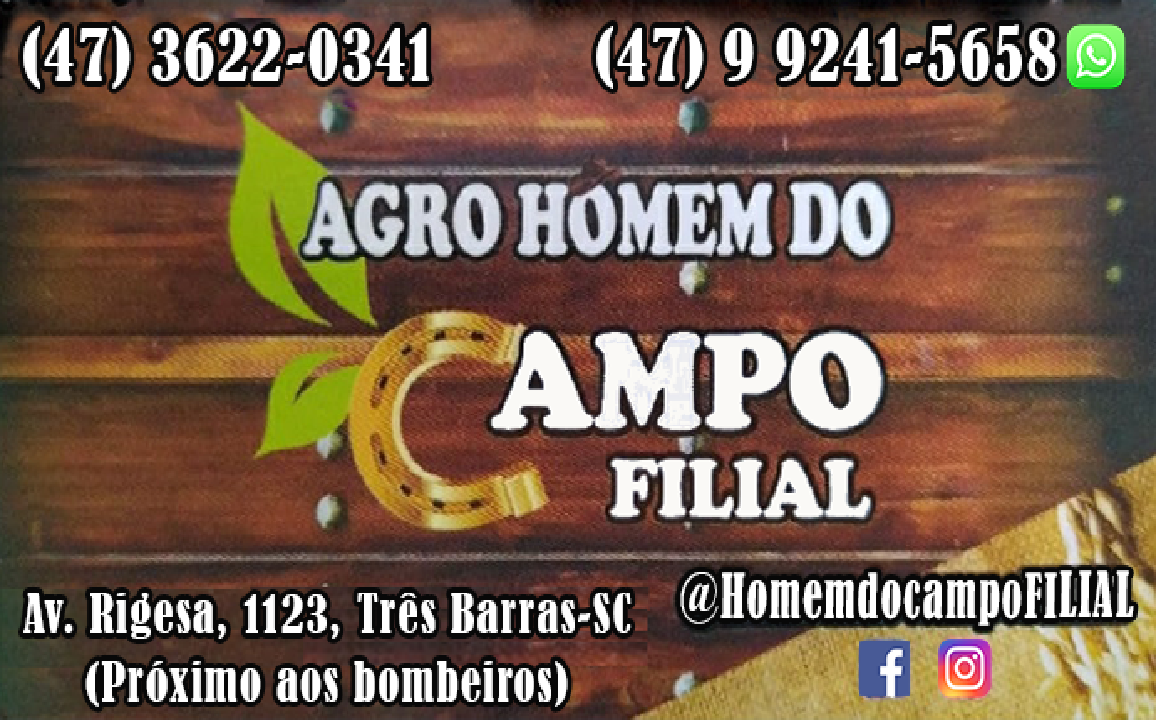 (47) 3622-0341
(47) 9 9241-5658
AGRO HOMEM DO
CAMPO
FILIAL
Av. Rigesa, 1123, Três Barras-SC
(Próximo aos bombeiros)
@HomemdocampoFILIAL